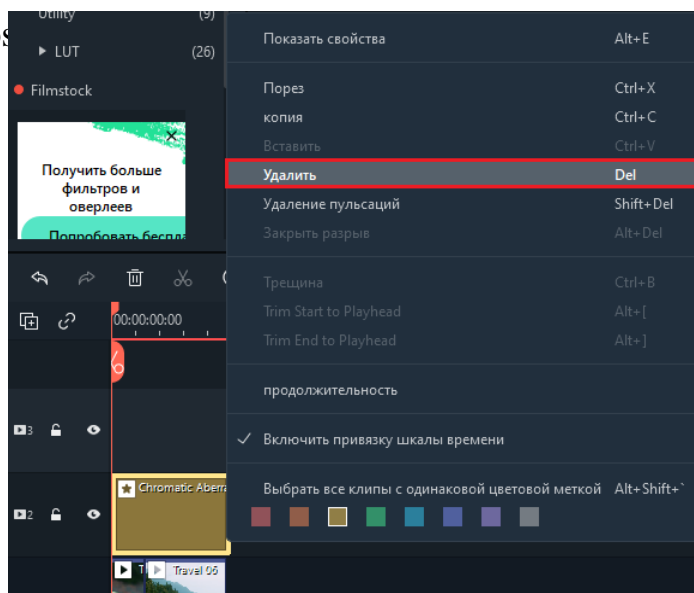 Utility (9)
LUT (26)
Filmstock
Получить больше
фильтров и
оверлеев
Попробовать беспла
00:00:00:00
3
2
Chromatic Aberra
Travel 06
Показать свойства Alt+E
Порез Ctrl+X
копия Ctrl+C
Вставить Ctrl+V
Удалить Del
Удаление пульсаций Shift+Del
Закрыть разрыв Alt+Del
Трещина Ctrl+B
Trim Start to Playhead Alt+[
Trim End to Playhead Alt+]
продолжительность
Включить привязку шкалы времени
Выбрать все клипы с одинаковой цветовой меткой Alt+Shift+`